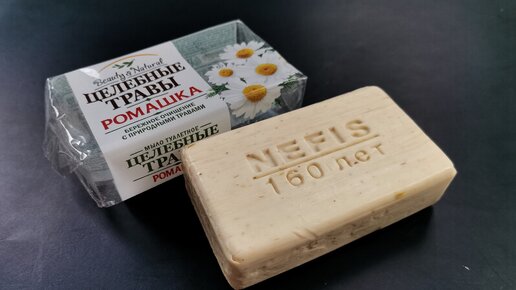 Beauty & Natural
ЦЕЛЕБНЫЕ
ТРАВЫ
РОМАШКА
БЕРЕЖНОЕ ОЧИЩЕНИЕ
С ПРИРОДНЫМИ ТРАВАМИ
МЫЛО ТУАЛЕТНОЕ
ЦЕЛЕБНЫЕ
ТРАВЫ
РОМАШКА
NEFIS
160 лет